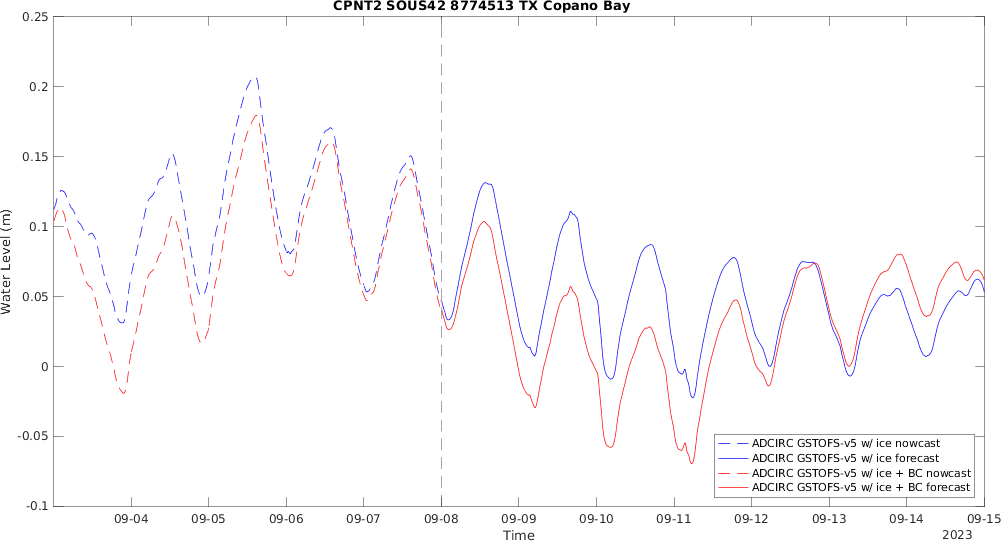 CPNT2 SOUS42 8774513 TX Copano Bay
0.25
0.2
0.15
0.1
0.05
0
-0.05
-0.1
Water Level (m)
ADCIRC GSTOFS-v5 w/ ice nowcast
ADCIRC GSTOFS-v5 w/ ice forecast
ADCIRC GSTOFS-v5 w/ ice + BC nowcast
ADCIRC GSTOFS-v5 w/ ice + BC forecast
09-04 09-05 09-06 09-07 09-08 09-09 09-10 09-11 09-12 09-13 09-14 09-15
Time
2023